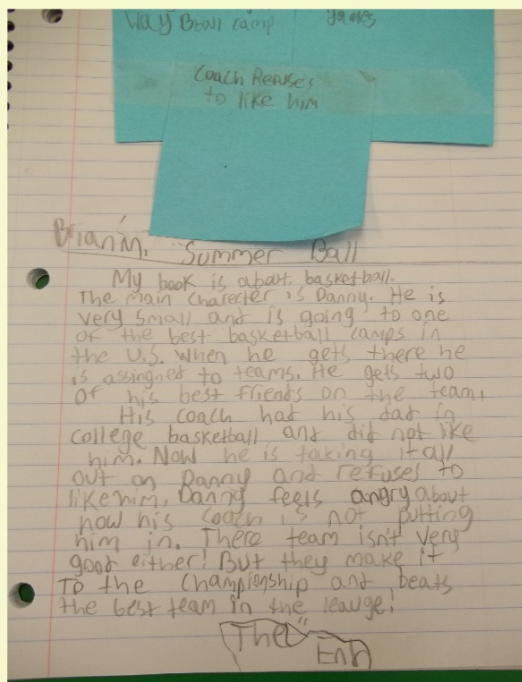 Way Bball camp
games
Coach Refuses
to like him
Brian M. Summer Ball
My book is about basketball.
The main charecter is Danny. He is
very small and is going to one
of the best basketball camps in
the U.S. When he gets there he
is assingned to teams. He gets two
of his best friends on the team.
His coach had his dad in
college basketball and did not like
him. Now he is taking it all
out on Danny and refuses to
like him. Danny feels angry about
how his coach is not putting
him in. There team isn't very
good either! But they make it
to the championship and beats
the best team in the leauge!
The
End